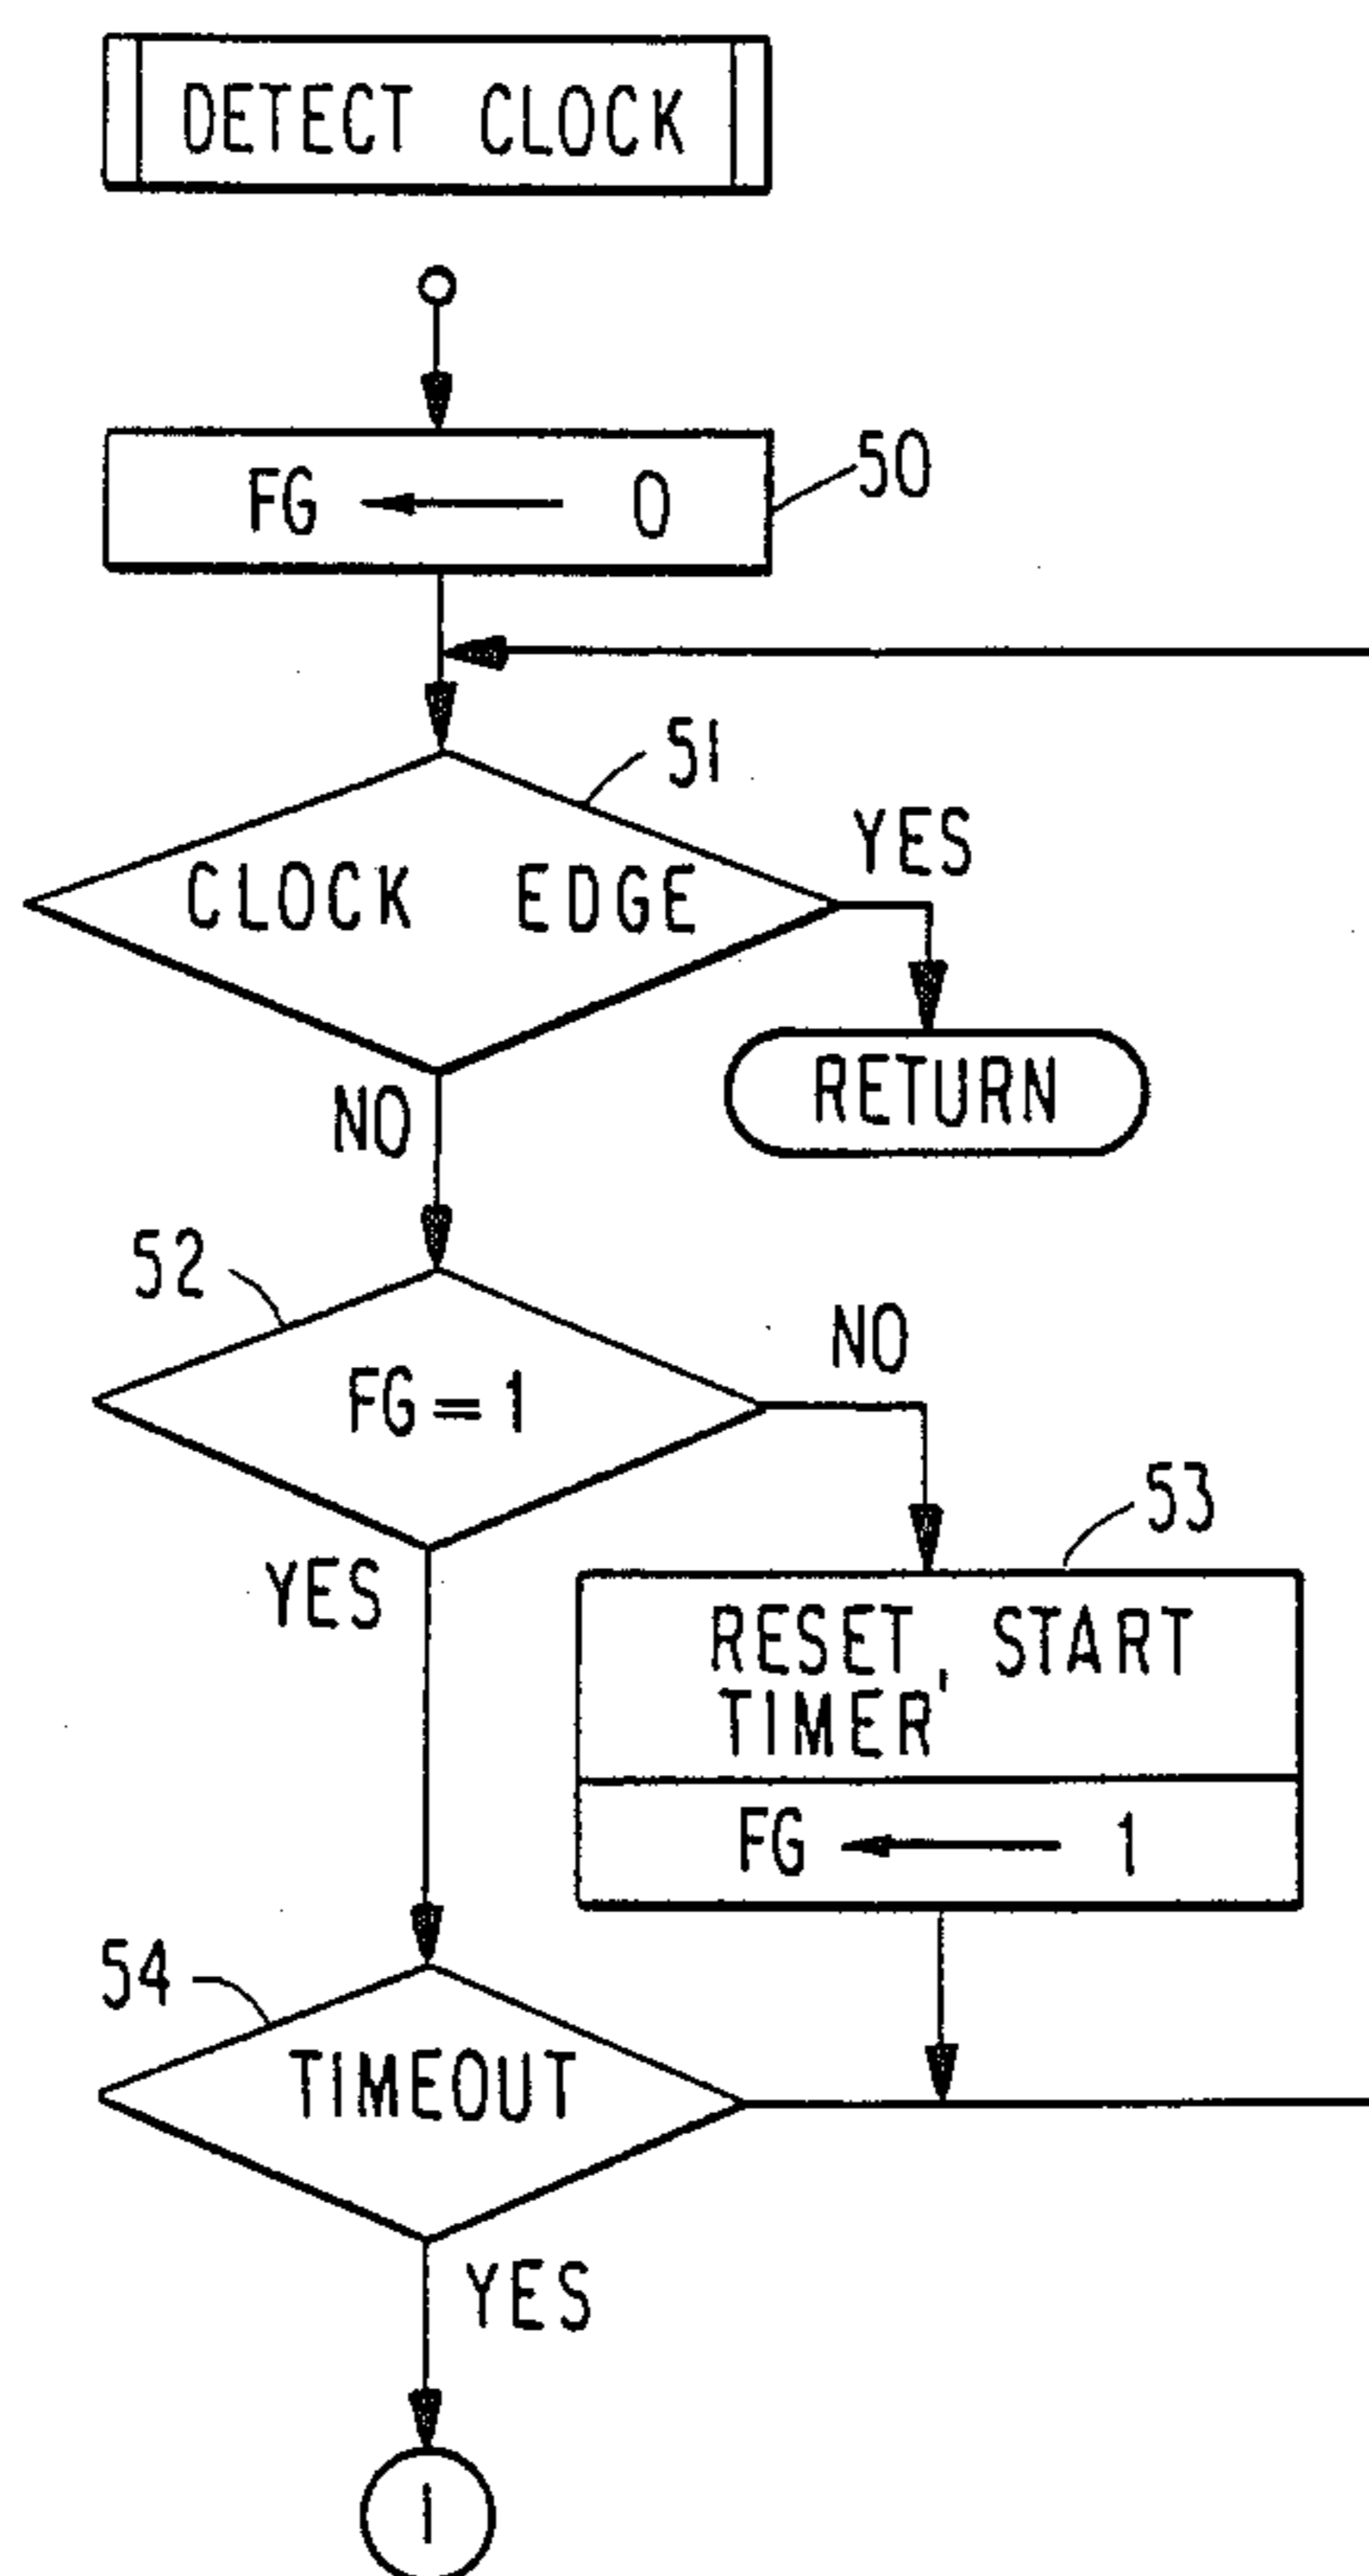 DETECT CLOCK
FG ← 0
50
51
CLOCK EDGE
YES
RETURN
NO
52
FG = 1
NO
53
YES
RESET, START
TIMER
FG ← 1
54
TIMEOUT
YES
1